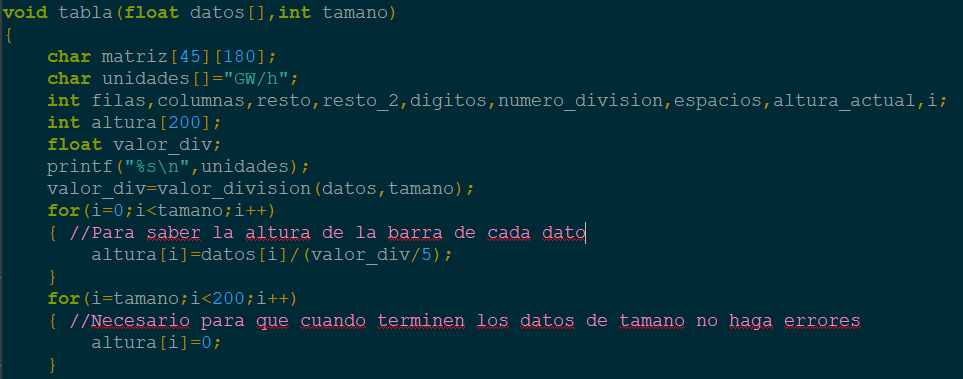 void tabla(float datos[],int tamano)
{
char matriz[45][180];
char unidades[]="GW/h";
int filas,columnas,resto,resto_2,digitos,numero_division,espacios,altura_actual,i;
int altura[200];
float valor_div;
printf("%s\n",unidades);
valor_div=valor_division(datos,tamano);
for(i=0;i<tamano;i++)
{ //Para saber la altura de la barra de cada dato
altura[i]=datos[i]/(valor_div/5);
}
for(i=tamano;i<200;i++)
{ //Necesario para que cuando terminen los datos de tamano no haga errores
altura[i]=0;
}